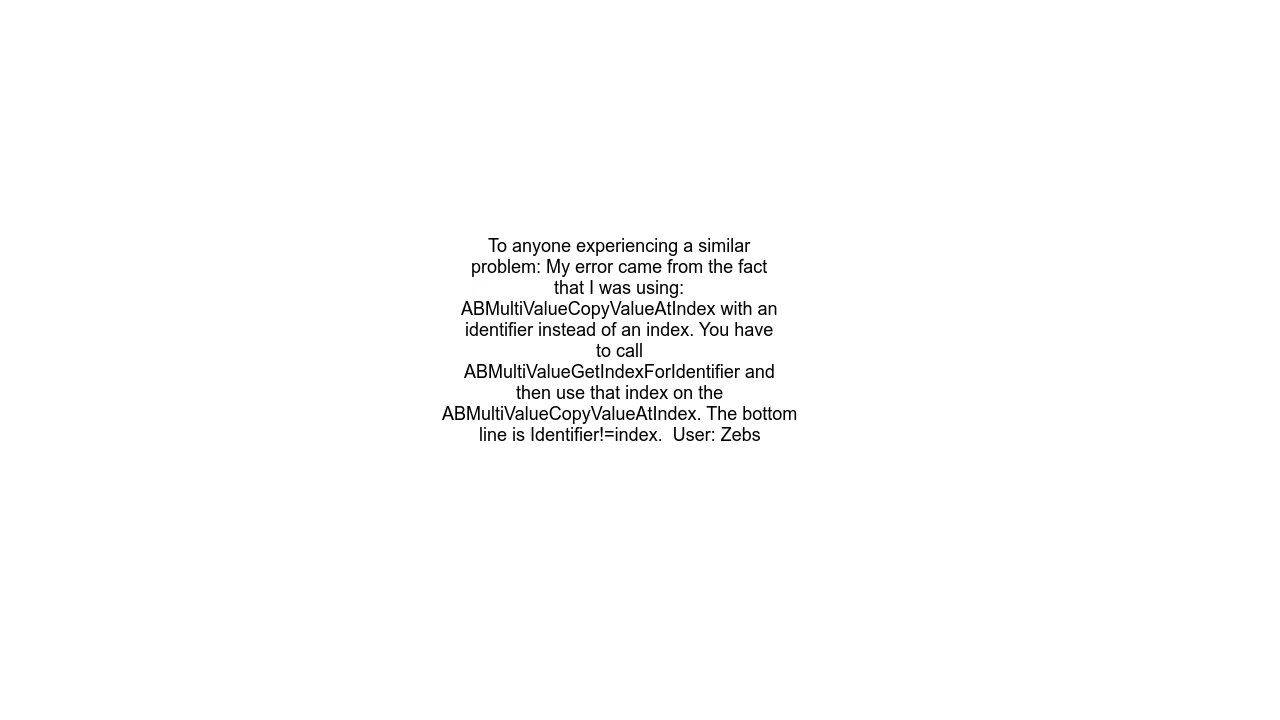 To anyone experiencing a similar
problem: My error came from the fact
that I was using:
ABMultiValueCopyValueAtIndex with an
identifier instead of an index. You have
to call
ABMultiValueGetIndexForIdentifier and
then use that index on the
ABMultiValueCopyValueAtIndex. The bottom
line is Identifier!=index.  User: Zebs